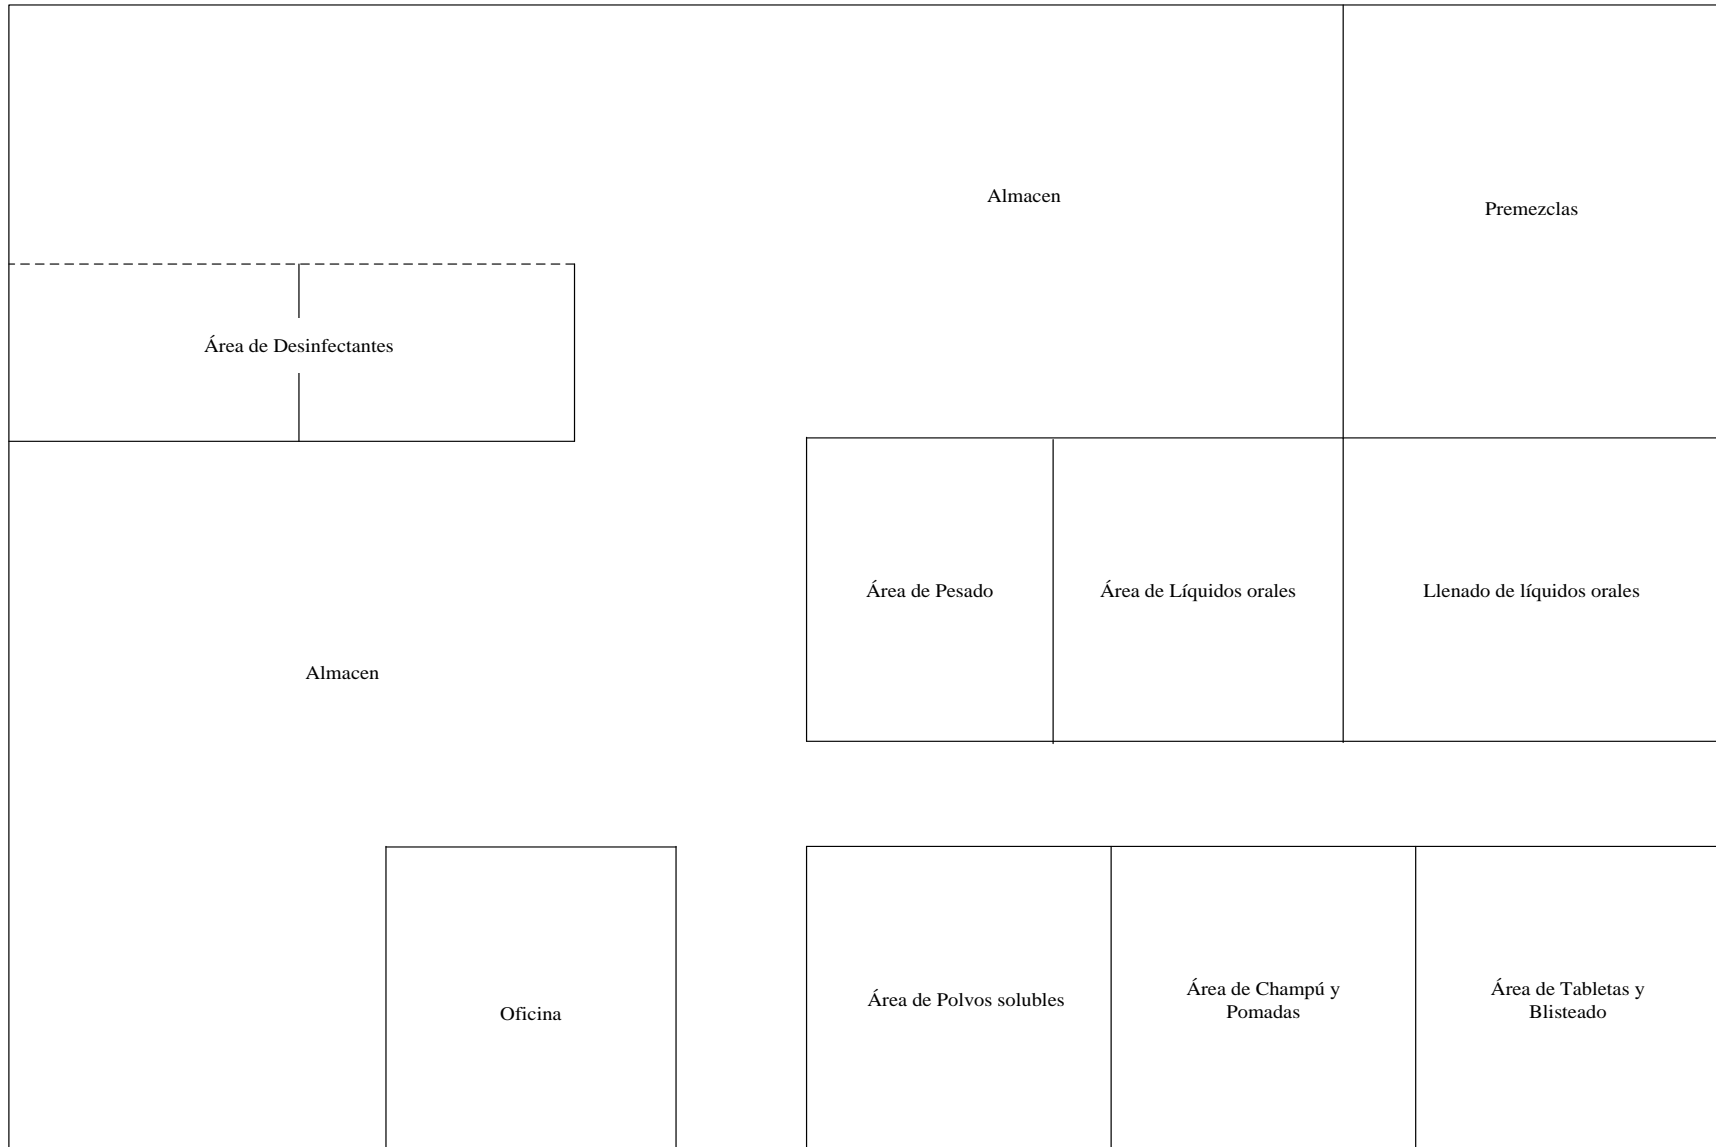 Almacen
Premezclas
Área de Desinfectantes
Área de Pesado
Área de Líquidos orales
Llenado de líquidos orales
Almacen
Oficina
Área de Polvos solubles
Área de Champú y
Pomadas
Área de Tabletas y
Blisteado